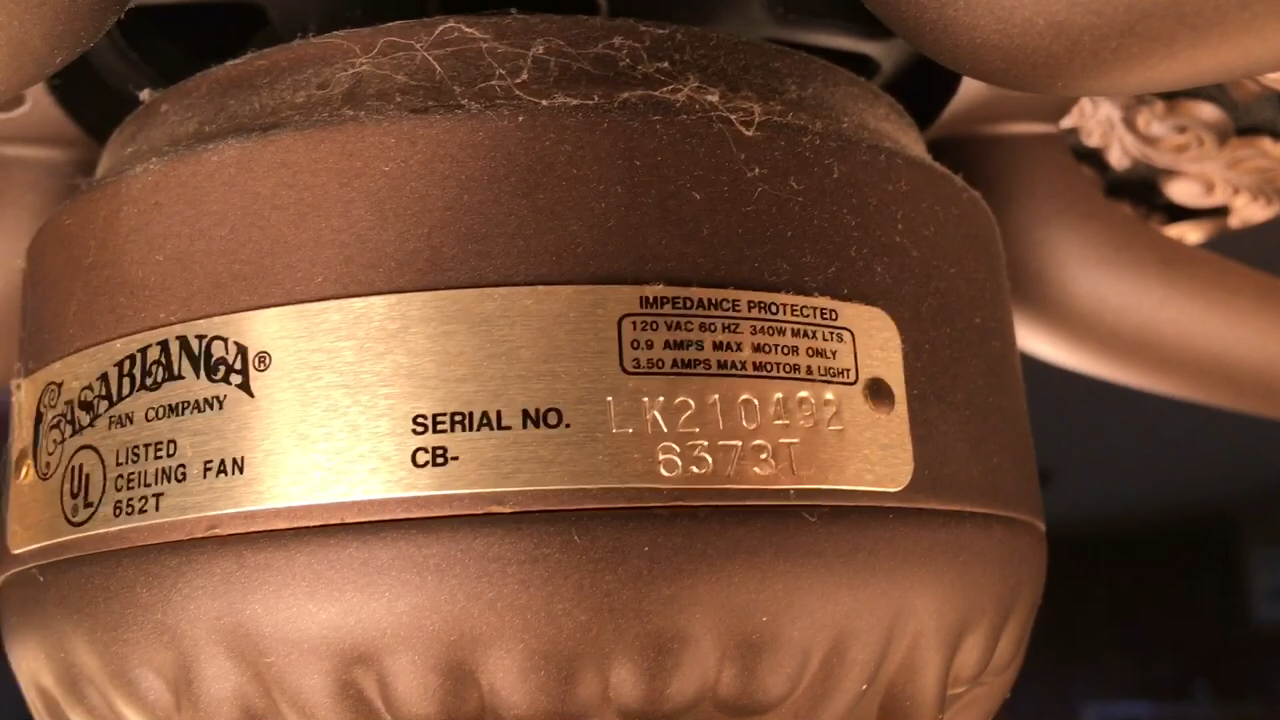 CASABLANCA®
FAN COMPANY
UL®
LISTED
CEILING FAN
652T
SERIAL NO. LK210492
CB- 6373T
IMPEDANCE PROTECTED
120 VAC 60 HZ. 340W MAX LTS.
0.9 AMPS MAX MOTOR ONLY
3.50 AMPS MAX MOTOR & LIGHT